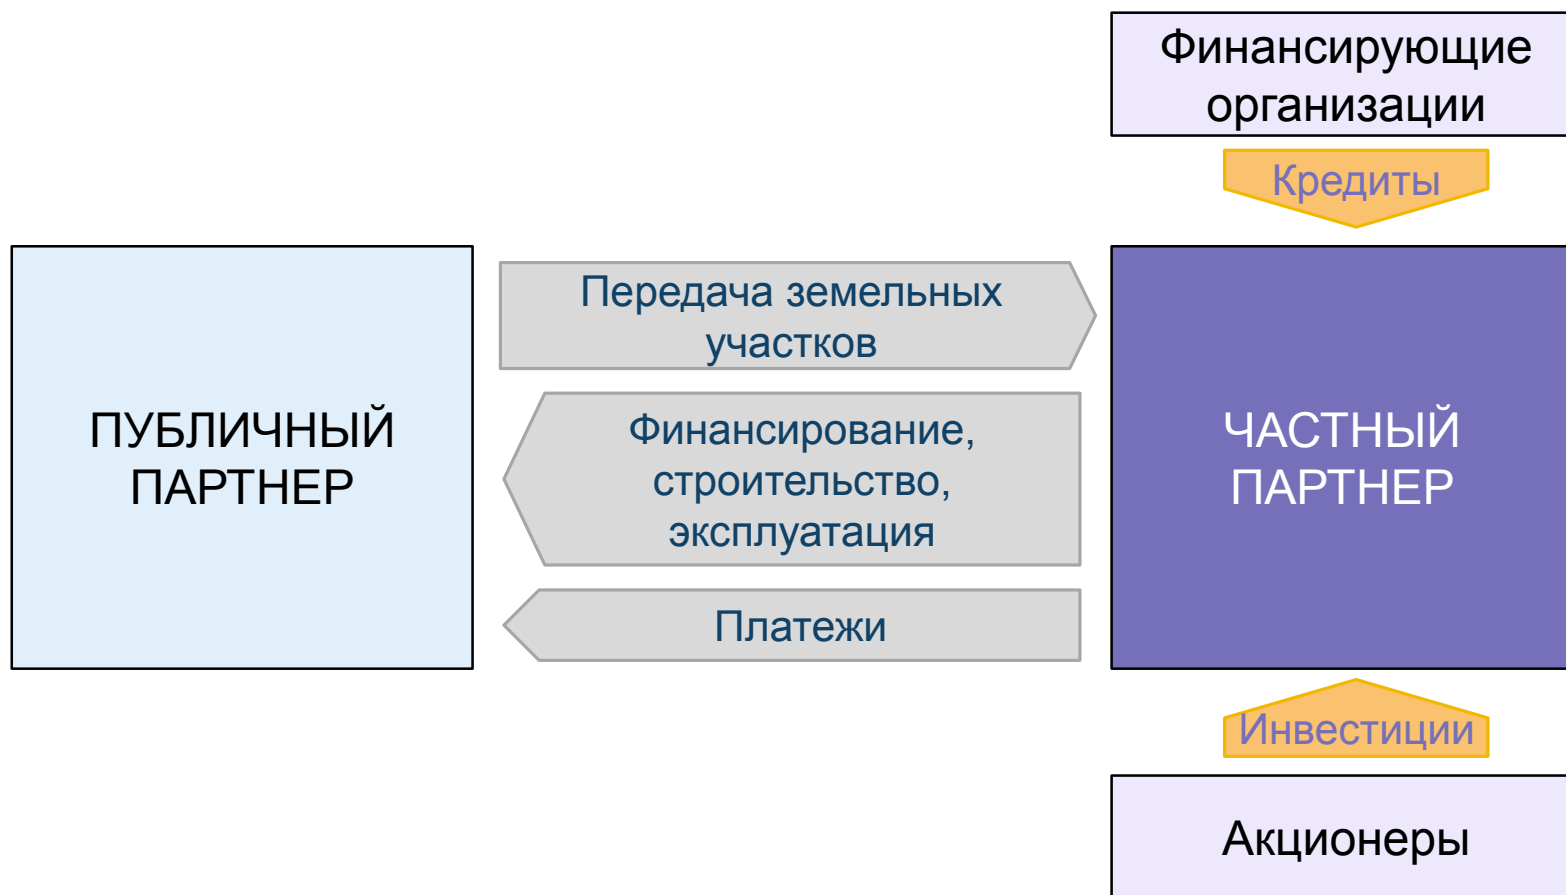 Финансирующие
организации
Кредиты
ПУБЛИЧНЫЙ
ПАРТНЕР
Передача земельных
участков
Финансирование,
строительство,
эксплуатация
Платежи
ЧАСТНЫЙ
ПАРТНЕР
Инвестиции
Акционеры